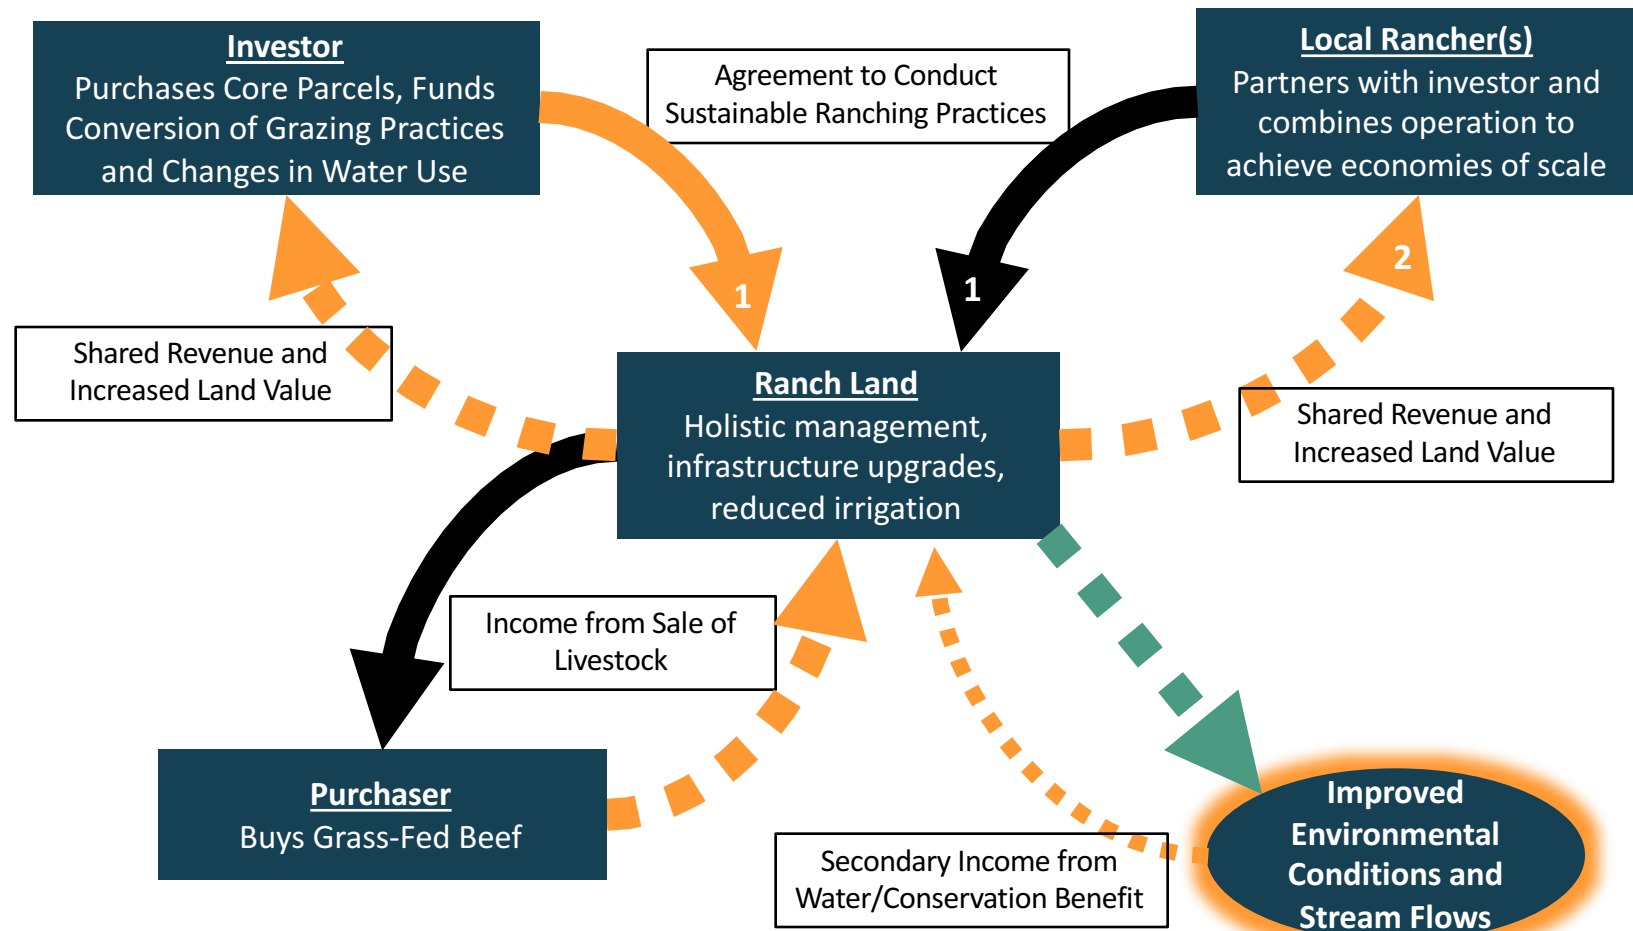 Investor
Purchases Core Parcels, Funds
Conversion of Grazing Practices
and Changes in Water Use
Agreement to Conduct
Sustainable Ranching Practices
Local Rancher(s)
Partners with investor and
combines operation to
achieve economies of scale
1
1
2
Shared Revenue and
Increased Land Value
Ranch Land
Holistic management,
infrastructure upgrades,
reduced irrigation
Shared Revenue and
Increased Land Value
Income from Sale of
Livestock
Purchaser
Buys Grass-Fed Beef
Secondary Income from
Water/Conservation Benefit
Improved
Environmental
Conditions and
Stream Flows